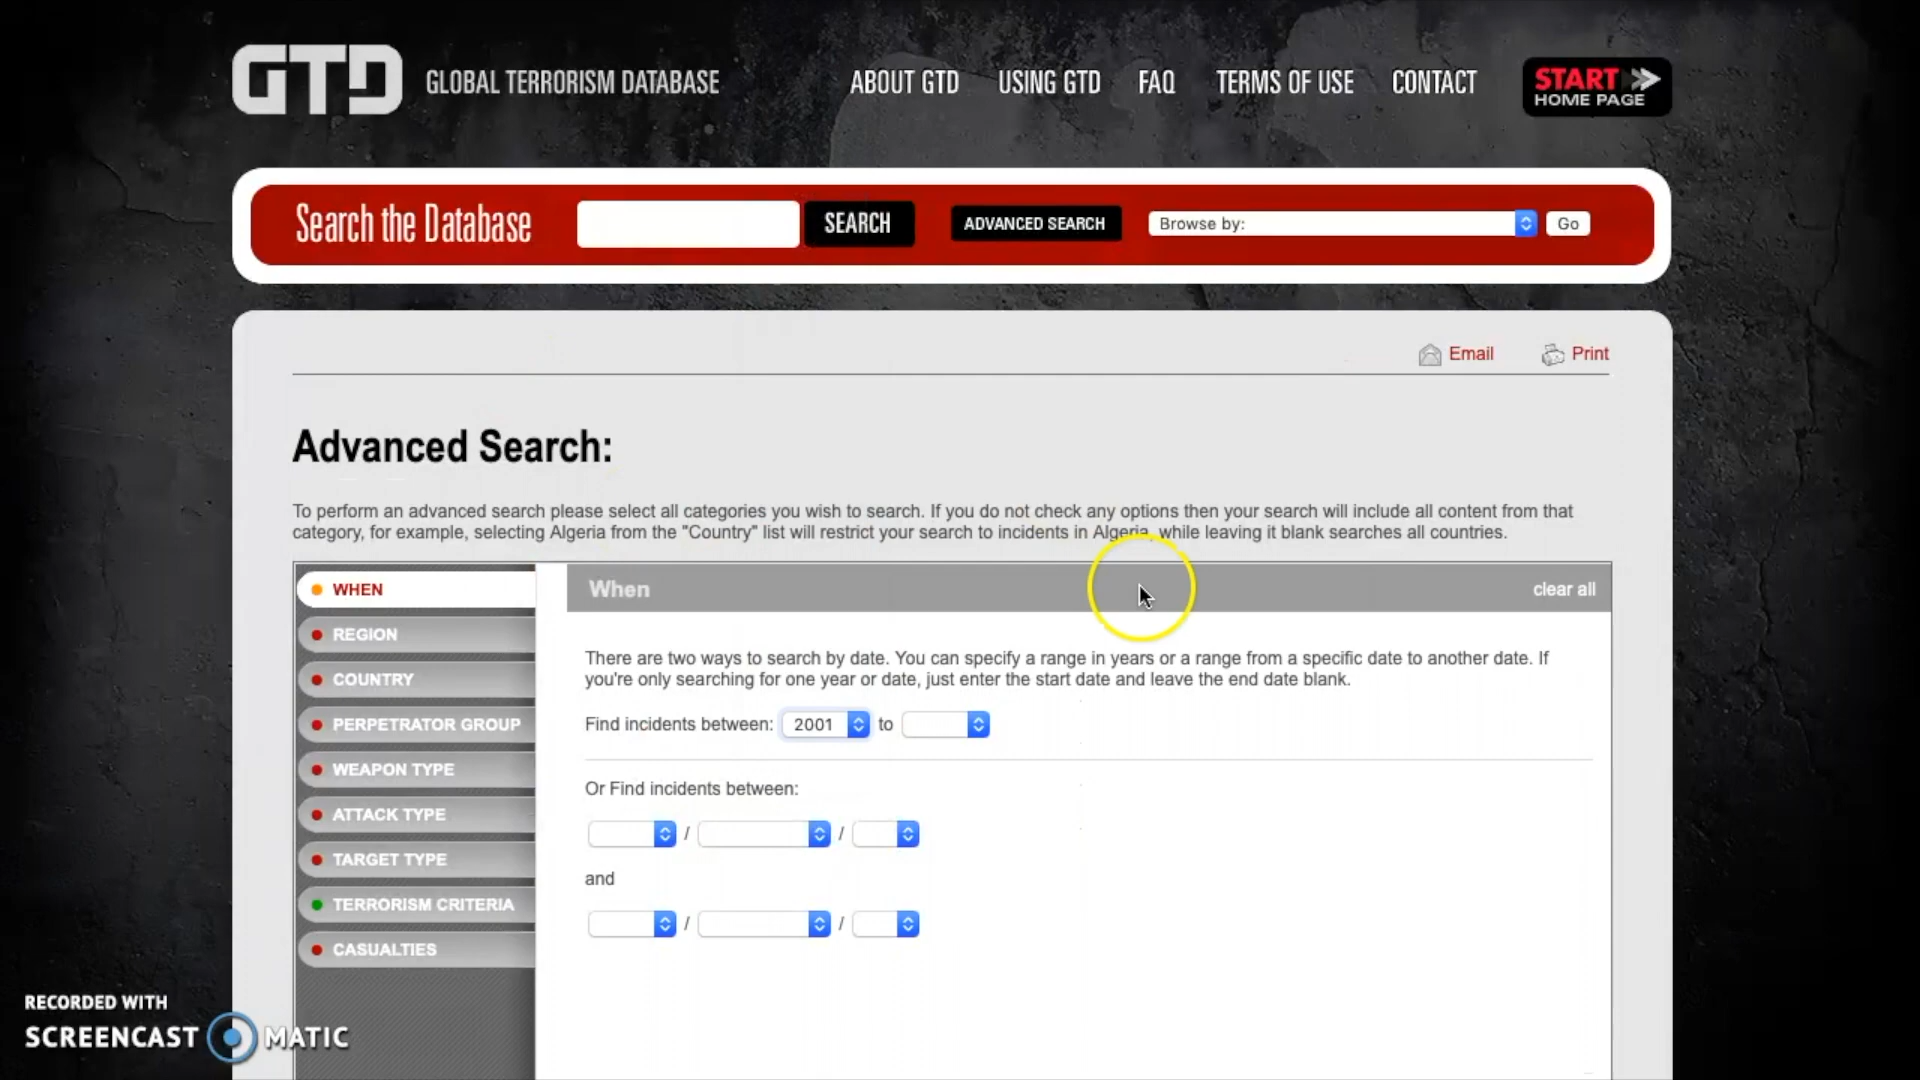 GTD GLOBAL TERRORISM DATABASE ABOUT GTD USING GTD FAQ TERMS OF USE CONTACT START HOME PAGE
Search the Database SEARCH ADVANCED SEARCH Browse by: Go
Email Print
Advanced Search:
To perform an advanced search please select all categories you wish to search. If you do not check any options then your search will include all content from that
category, for example, selecting Algeria from the "Country" list will restrict your search to incidents in Algeria, while leaving it blank searches all countries.
WHEN
REGION
COUNTRY
PERPETRATOR GROUP
WEAPON TYPE
ATTACK TYPE
TARGET TYPE
TERRORISM CRITERIA
CASUALTIES
When clear all
There are two ways to search by date. You can specify a range in years or a range from a specific date to another date. If
you're only searching for one year or date, just enter the start date and leave the end date blank.
Find incidents between: 2001 to
Or Find incidents between:
/ /
and
/ /
RECORDED WITH
SCREENCAST MATIC